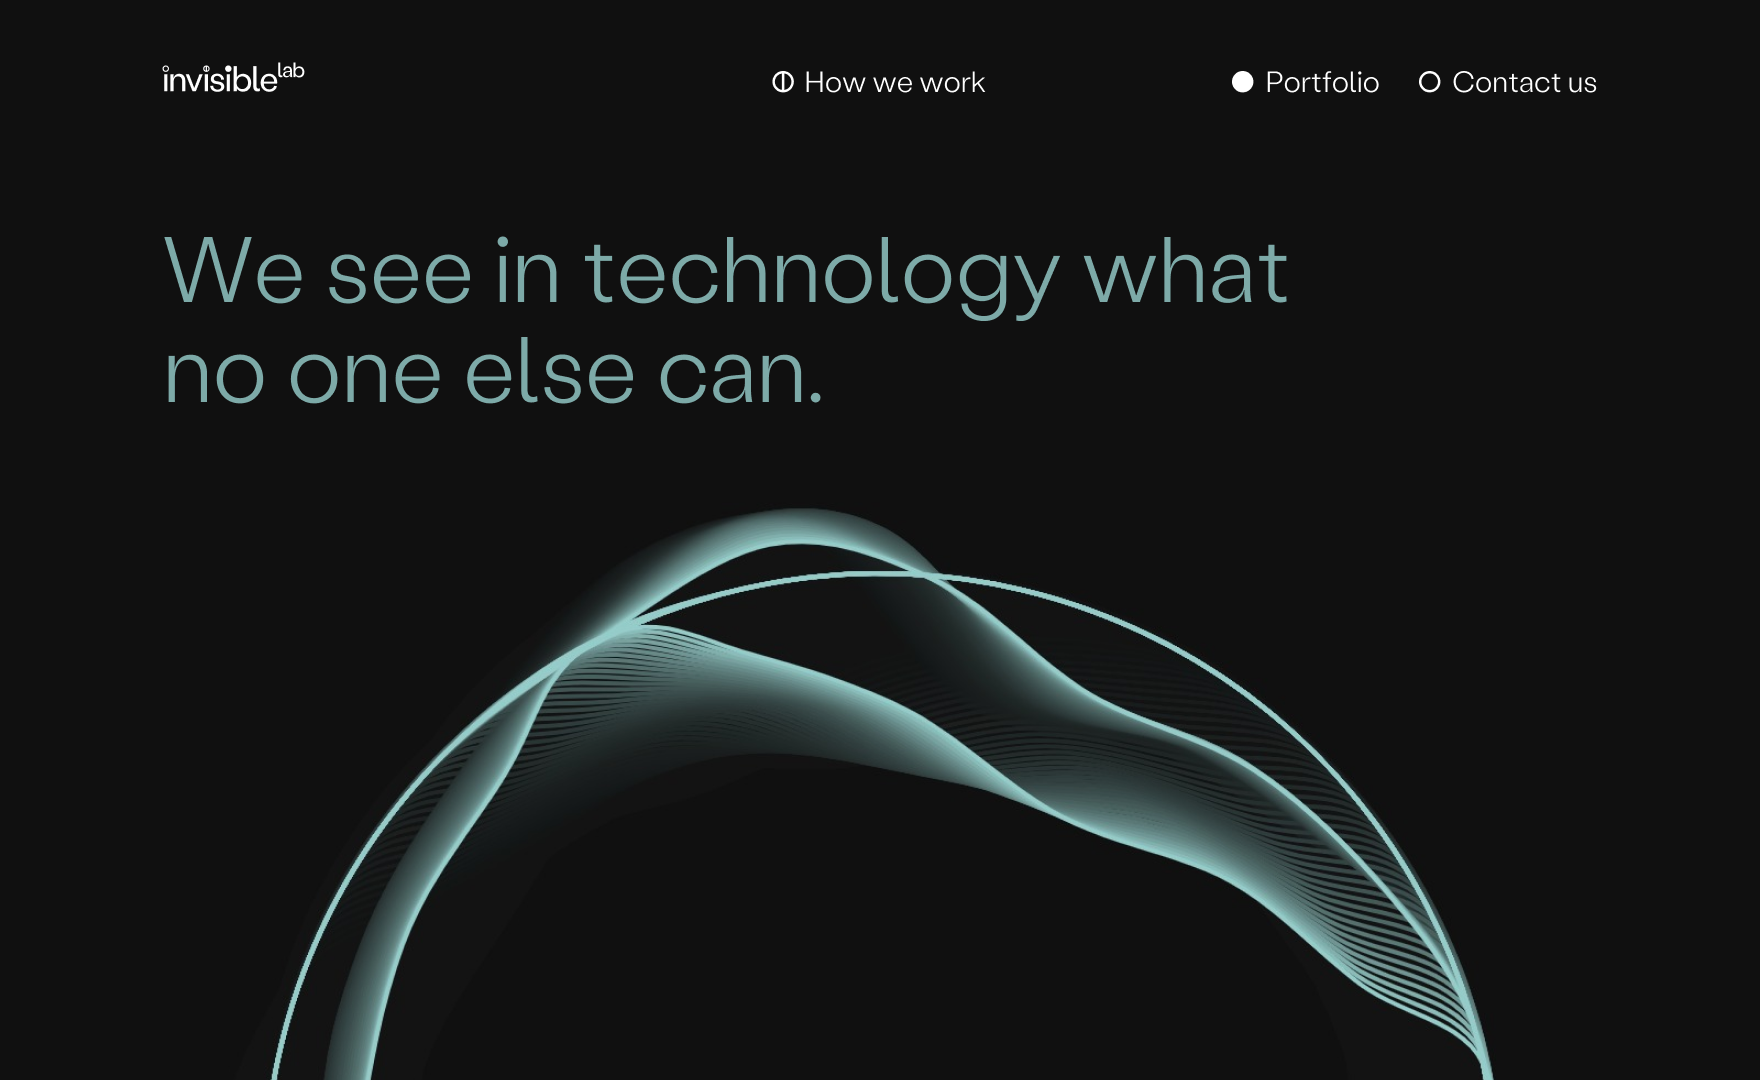 invisiblelab
How we work
Portfolio
Contact us
We see in technology what
no one else can.